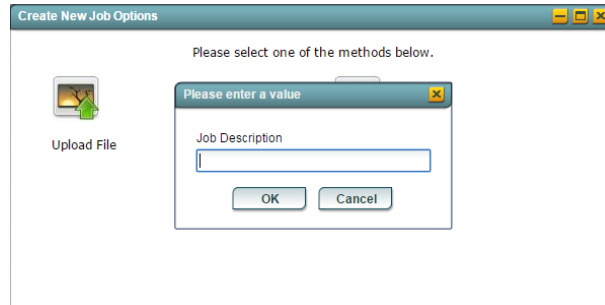 Create New Job Options
Please select one of the methods below.
Please enter a value
Upload File
Job Description
OK
Cancel